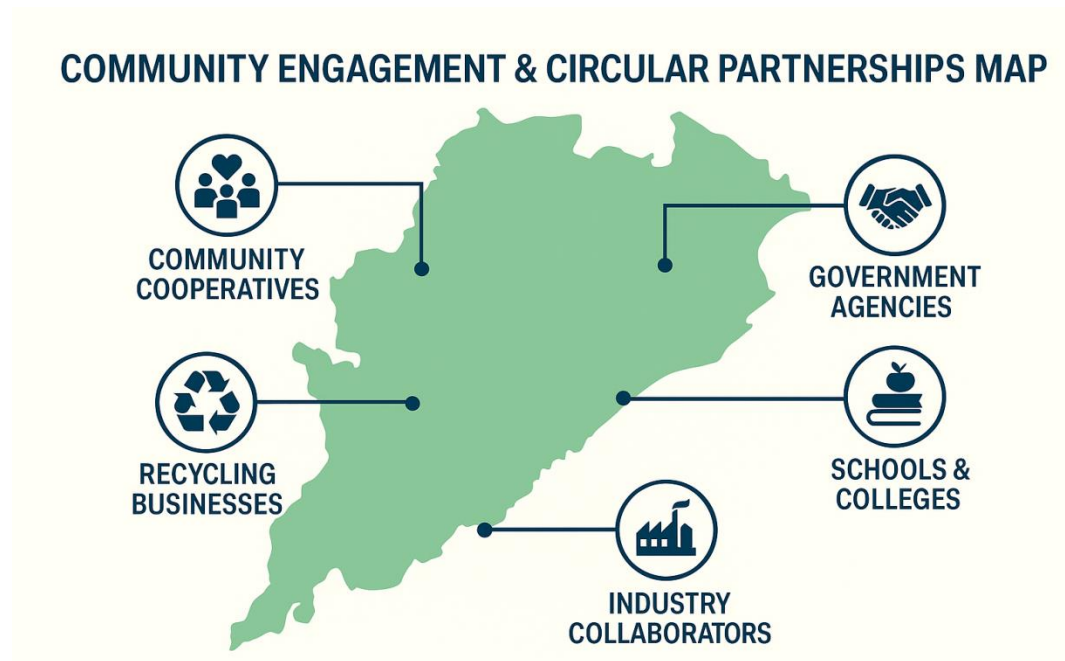 COMMUNITY ENGAGEMENT & CIRCULAR PARTNERSHIPS MAP
COMMUNITY
COOPERATIVES
GOVERNMENT
AGENCIES
RECYCLING
BUSINESSES
SCHOOLS &
COLLEGES
INDUSTRY
COLLABORATORS